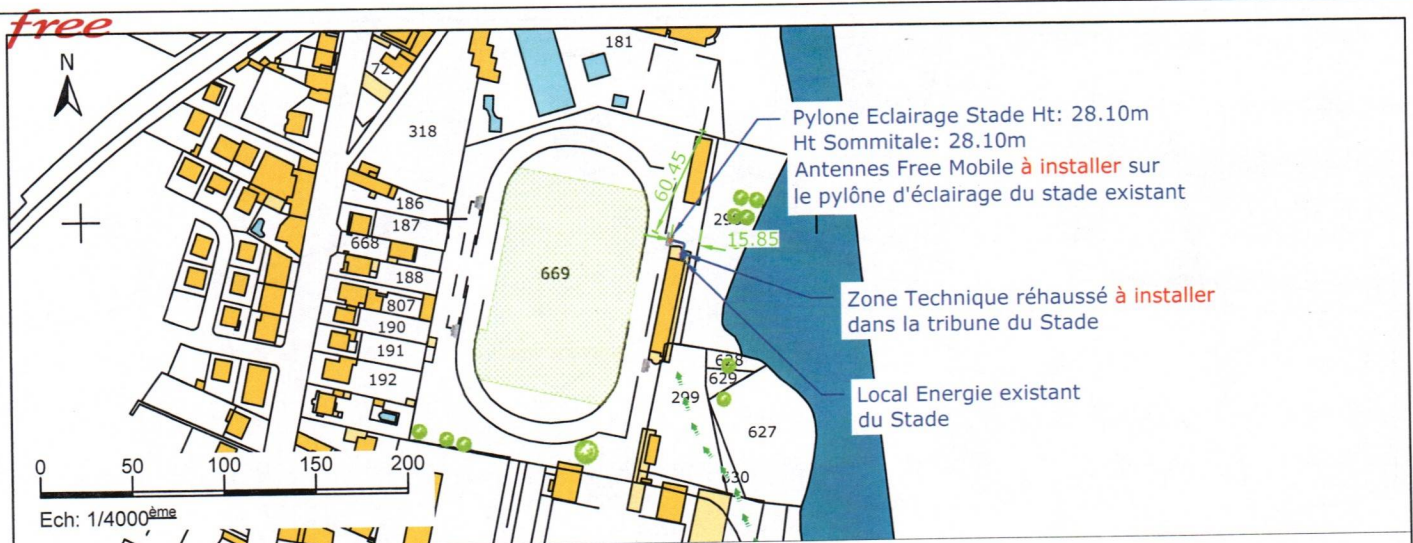 free
N
181
727
318
Pylone Eclairage Stade Ht: 28.10m
Ht Sommitale: 28.10m
Antennes Free Mobile à installer sur
le pylône d'éclairage du stade existant
60.45
186
187
668
188
807
190
191
192
669
15.85
Zone Technique réhaussé à installer
dans la tribune du Stade
628
629
299
627
Local Energie existant
du Stade
0 50 100 150 200
Ech: 1/4000ème